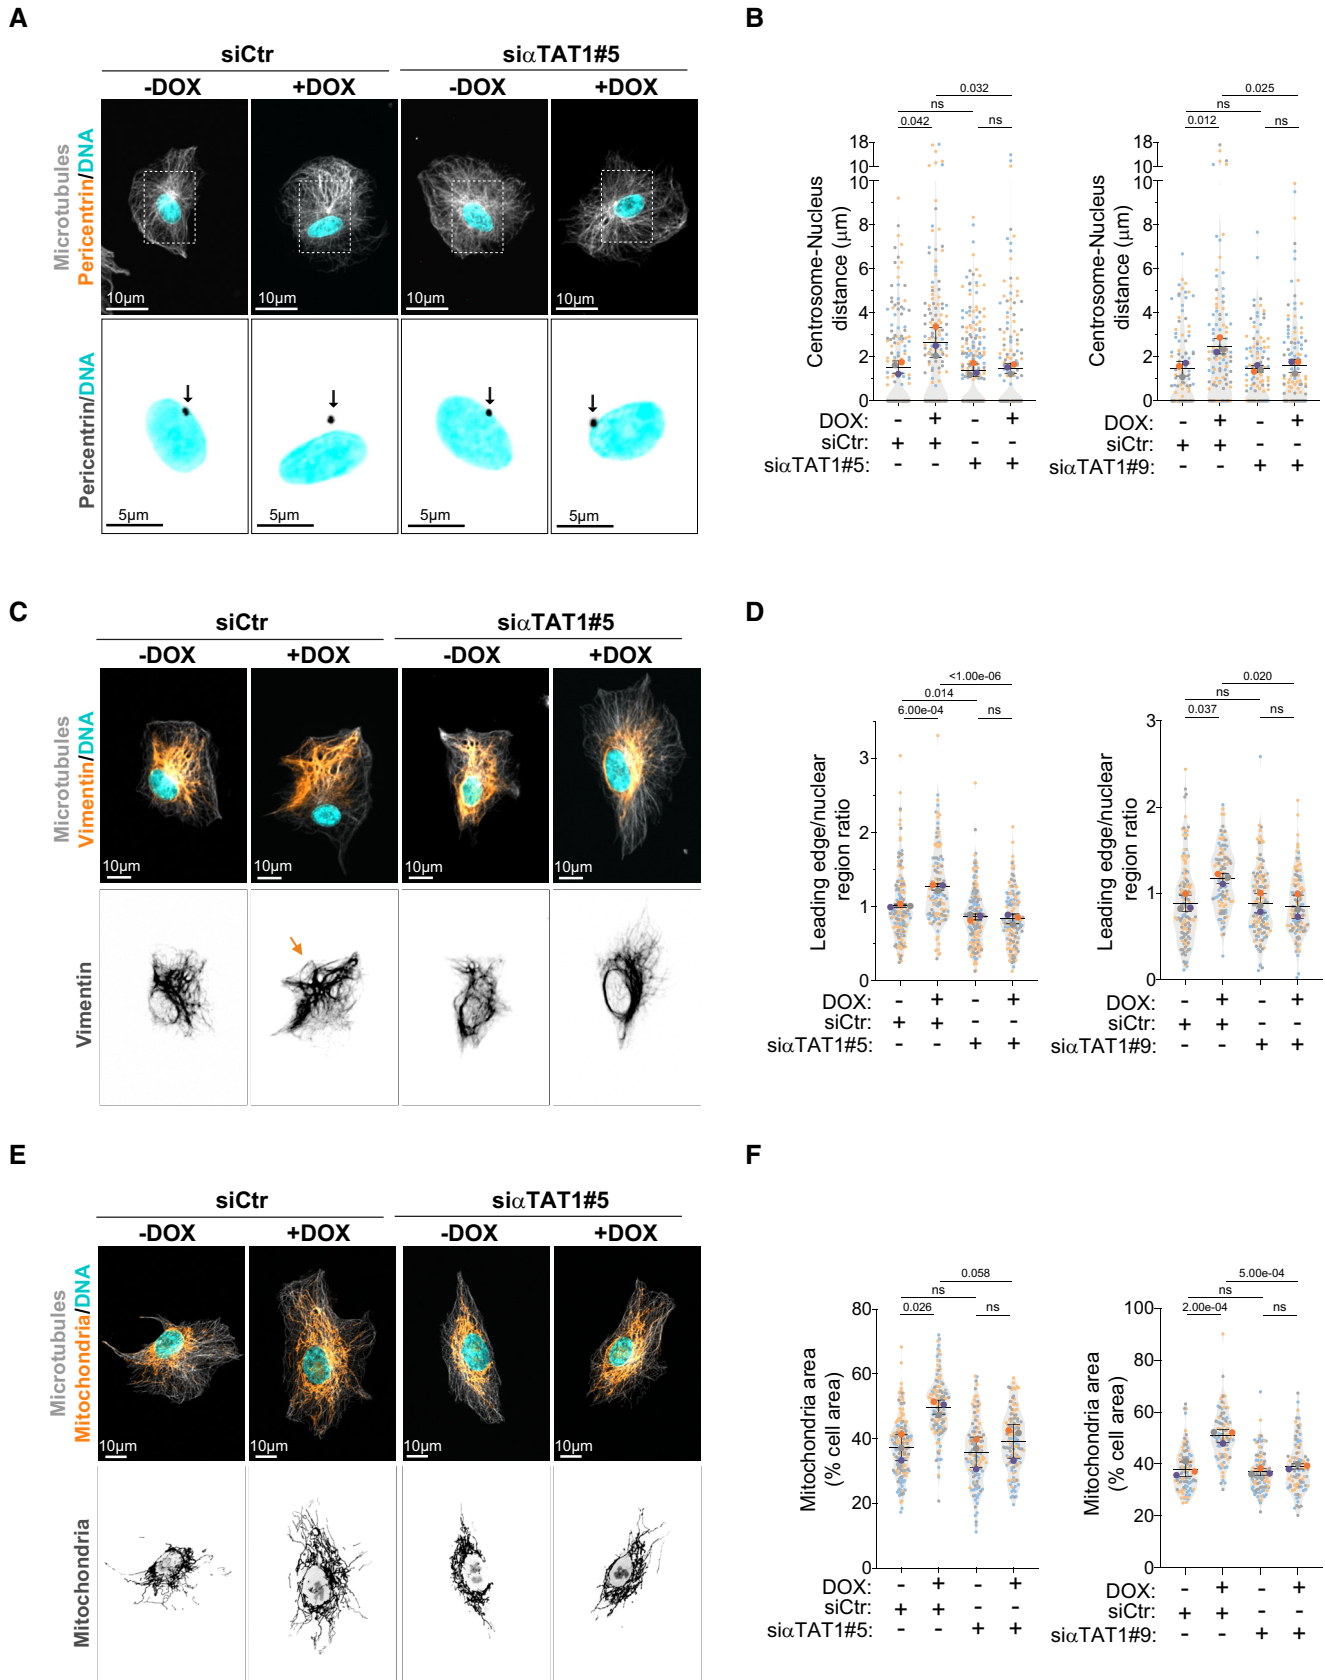 A
siCtr
siαTAT1#5
-DOX
+DOX
-DOX
+DOX
Microtubules
Pericentrin/DNA
10μm
10μm
10μm
10μm
Pericentrin/DNA
5μm
5μm
5μm
5μm
B
0.032
ns
0.042
ns
18
10
10
8
6
4
2
0
Centrosome-Nucleus
distance (μm)
DOX: - + - +
siCtr: + + - -
siαTAT1#5: - - + +
0.025
ns
0.012
ns
18
10
10
8
6
4
2
0
Centrosome-Nucleus
distance (μm)
DOX: - + - +
siCtr: + + - -
siαTAT1#9: - - + +
C
siCtr
siαTAT1#5
-DOX
+DOX
-DOX
+DOX
Microtubules
Vimentin/DNA
10μm
10μm
10μm
10μm
Vimentin
D
<1.00e-06
0.014
6.00e-04
ns
3
2
1
0
Leading edge/nuclear
region ratio
DOX: - + - +
siCtr: + + - -
siαTAT1#5: - - + +
0.020
ns
0.037
ns
3
2
1
0
Leading edge/nuclear
region ratio
DOX: - + - +
siCtr: + + - -
siαTAT1#9: - - + +
E
siCtr
siαTAT1#5
-DOX
+DOX
-DOX
+DOX
Microtubules
Mitochondria/DNA
10μm
10μm
10μm
10μm
Mitochondria
F
0.058
ns
0.026
ns
80
60
40
20
0
Mitochondria area
(% cell area)
DOX: - + - +
siCtr: + + - -
siαTAT1#5: - - + +
5.00e-04
ns
2.00e-04
ns
100
80
60
40
20
0
Mitochondria area
(% cell area)
DOX: - + - +
siCtr: + + - -
siαTAT1#9: - - + +